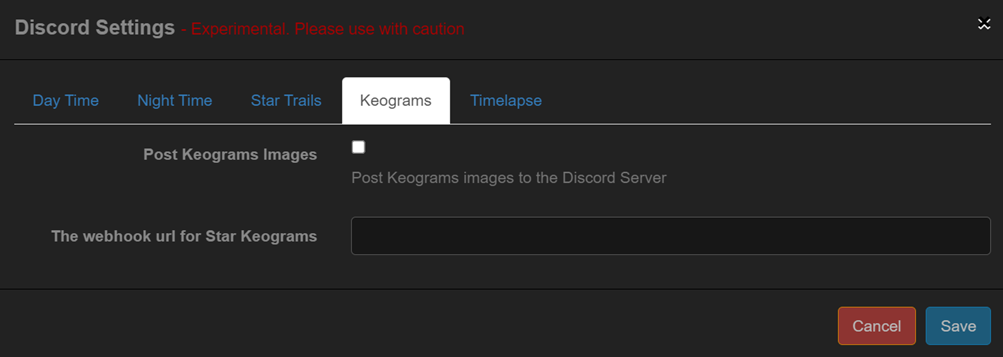 Discord Settings - Experimental. Please use with caution
Day Time Night Time Star Trails Keograms Timelapse
Post Keograms Images
Post Keograms images to the Discord Server
The webhook url for Star Keograms
Cancel Save